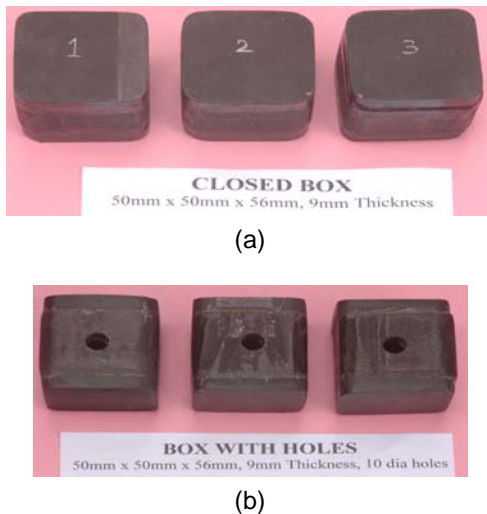 1 2 3
CLOSED BOX
50mm x 50mm x 56mm, 9mm Thickness
(a)
BOX WITH HOLES
50mm x 50mm x 56mm, 9mm Thickness, 10 dia holes
(b)